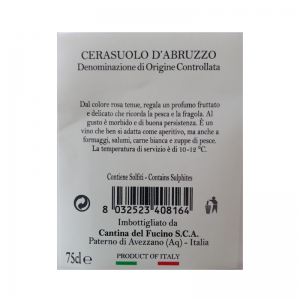 CERASUOLO D'ABRUZZO
Denominazione di Origine Controllata
Dal colore rosa tenue, regala un profumo fruttato
e delicato che ricorda la pesca e la fragola. Al
gusto è morbido e di buona persistenza. È un
vino che ben si adatta come aperitivo, ma anche a
formaggi, salumi, carne bianca e zuppe di pesce.
La temperatura di servizio è di 10-12 °C.
Contiene Solfiti - Contains Sulphites
8 032523 408164
Imbottigliato da
Cantina del Fucino S.C.A.
Paterno di Avezzano (Aq) - Italia
75cl e
PRODUCT OF ITALY